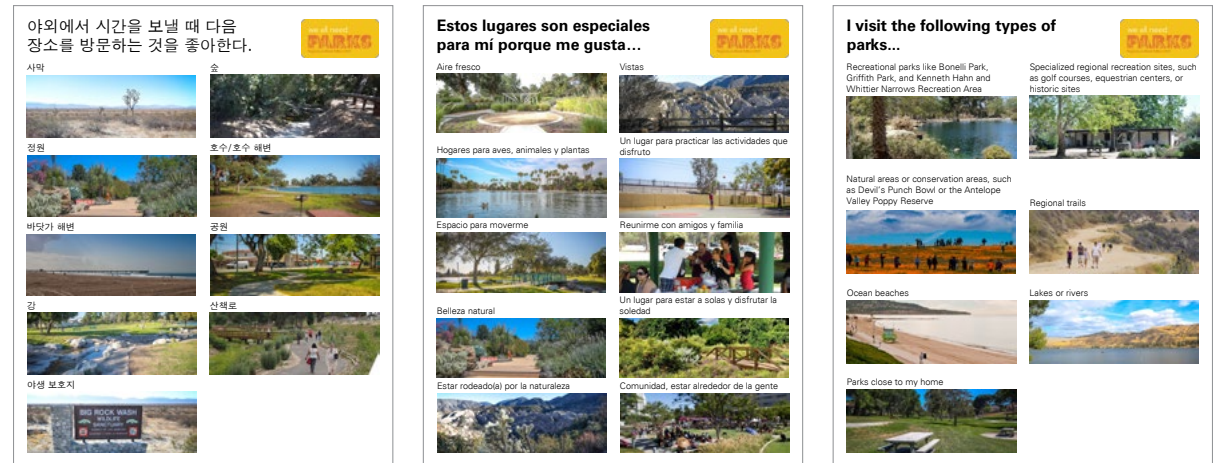 야외에서 시간을 보낼 때 다음
장소를 방문하는 것을 좋아한다.
we all need
PARKS
사막
숲
정원
호수/호수 해변
바닷가 해변
공원
강
산책로
야생 보호지
BIG ROCK WASH
WILDLIFE
SANCTUARY
Estos lugares son especiales
para mí porque me gusta…
we all need
PARKS
Aire fresco
Vistas
Hogares para aves, animales y plantas
Un lugar para practicar las actividades que
disfruto
Espacio para moverme
Reunirme con amigos y familia
Belleza natural
Un lugar para estar a solas y disfrutar la
soledad
Estar rodeado(a) por la naturaleza
Comunidad, estar alrededor de la gente
I visit the following types of
parks...
we all need
PARKS
Recreational parks like Bonelli Park,
Griffith Park, and Kenneth Hahn and
Whittier Narrows Recreation Area
Specialized regional recreation sites, such
as golf courses, equestrian centers, or
historic sites
Natural areas or conservation areas, such
as Devil's Punch Bowl or the Antelope
Valley Poppy Reserve
Regional trails
Ocean beaches
Lakes or rivers
Parks close to my home